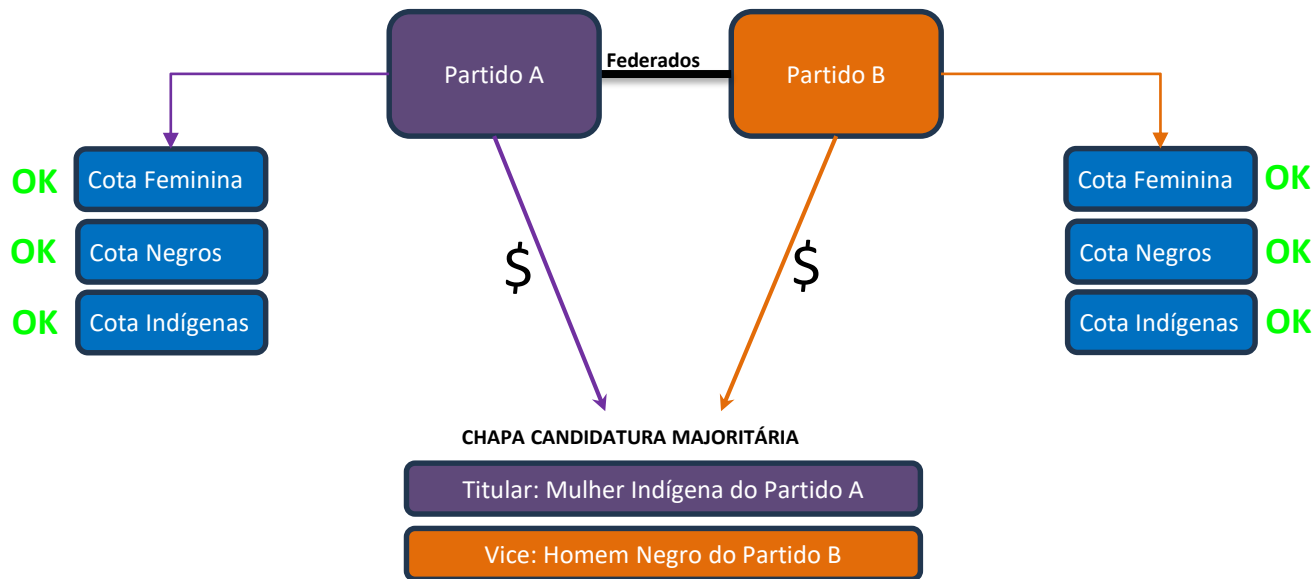 Partido A
Federados
Partido B
OK
Cota Feminina
Cota Feminina
OK
OK
Cota Negros
Cota Negros
OK
$
$
OK
Cota Indígenas
Cota Indígenas
OK
CHAPA CANDIDATURA MAJORITÁRIA
Titular: Mulher Indígena do Partido A
Vice: Homem Negro do Partido B